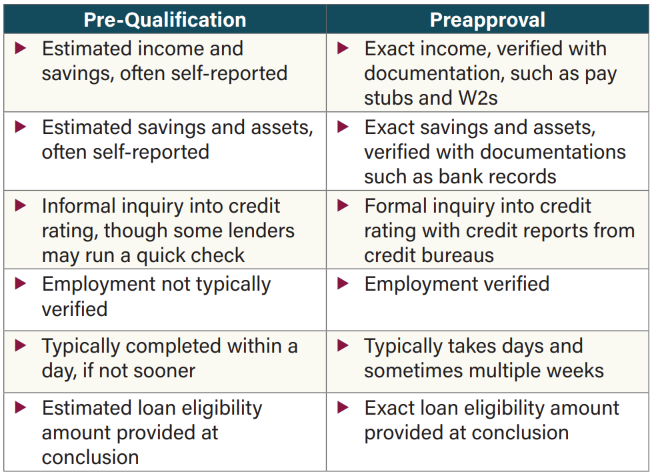 Pre-Qualification
Preapproval
Estimated income and
savings, often self-reported
Exact income, verified with
documentation, such as pay
stubs and W2s
Estimated savings and assets,
often self-reported
Exact savings and assets,
verified with documentations
such as bank records
Informal inquiry into credit
rating, though some lenders
may run a quick check
Formal inquiry into credit
rating with credit reports from
credit bureaus
Employment not typically
verified
Employment verified
Typically completed within a
day, if not sooner
Typically takes days and
sometimes multiple weeks
Estimated loan eligibility
amount provided at
conclusion
Exact loan eligibility amount
provided at conclusion